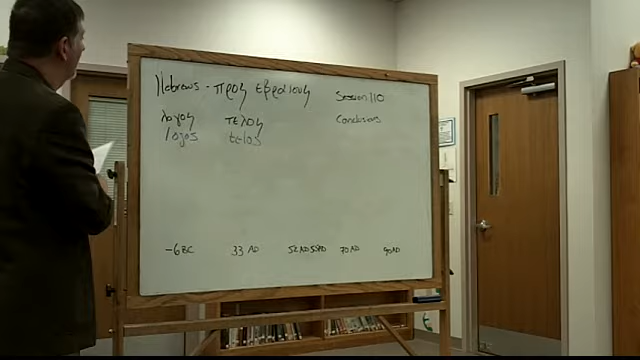 Hebrews - προς εβραιους Session 110
λογος τελος Conclusions
logos telos
~6 BC 33 AD 52 AD 58 AD 70 AD 90 AD